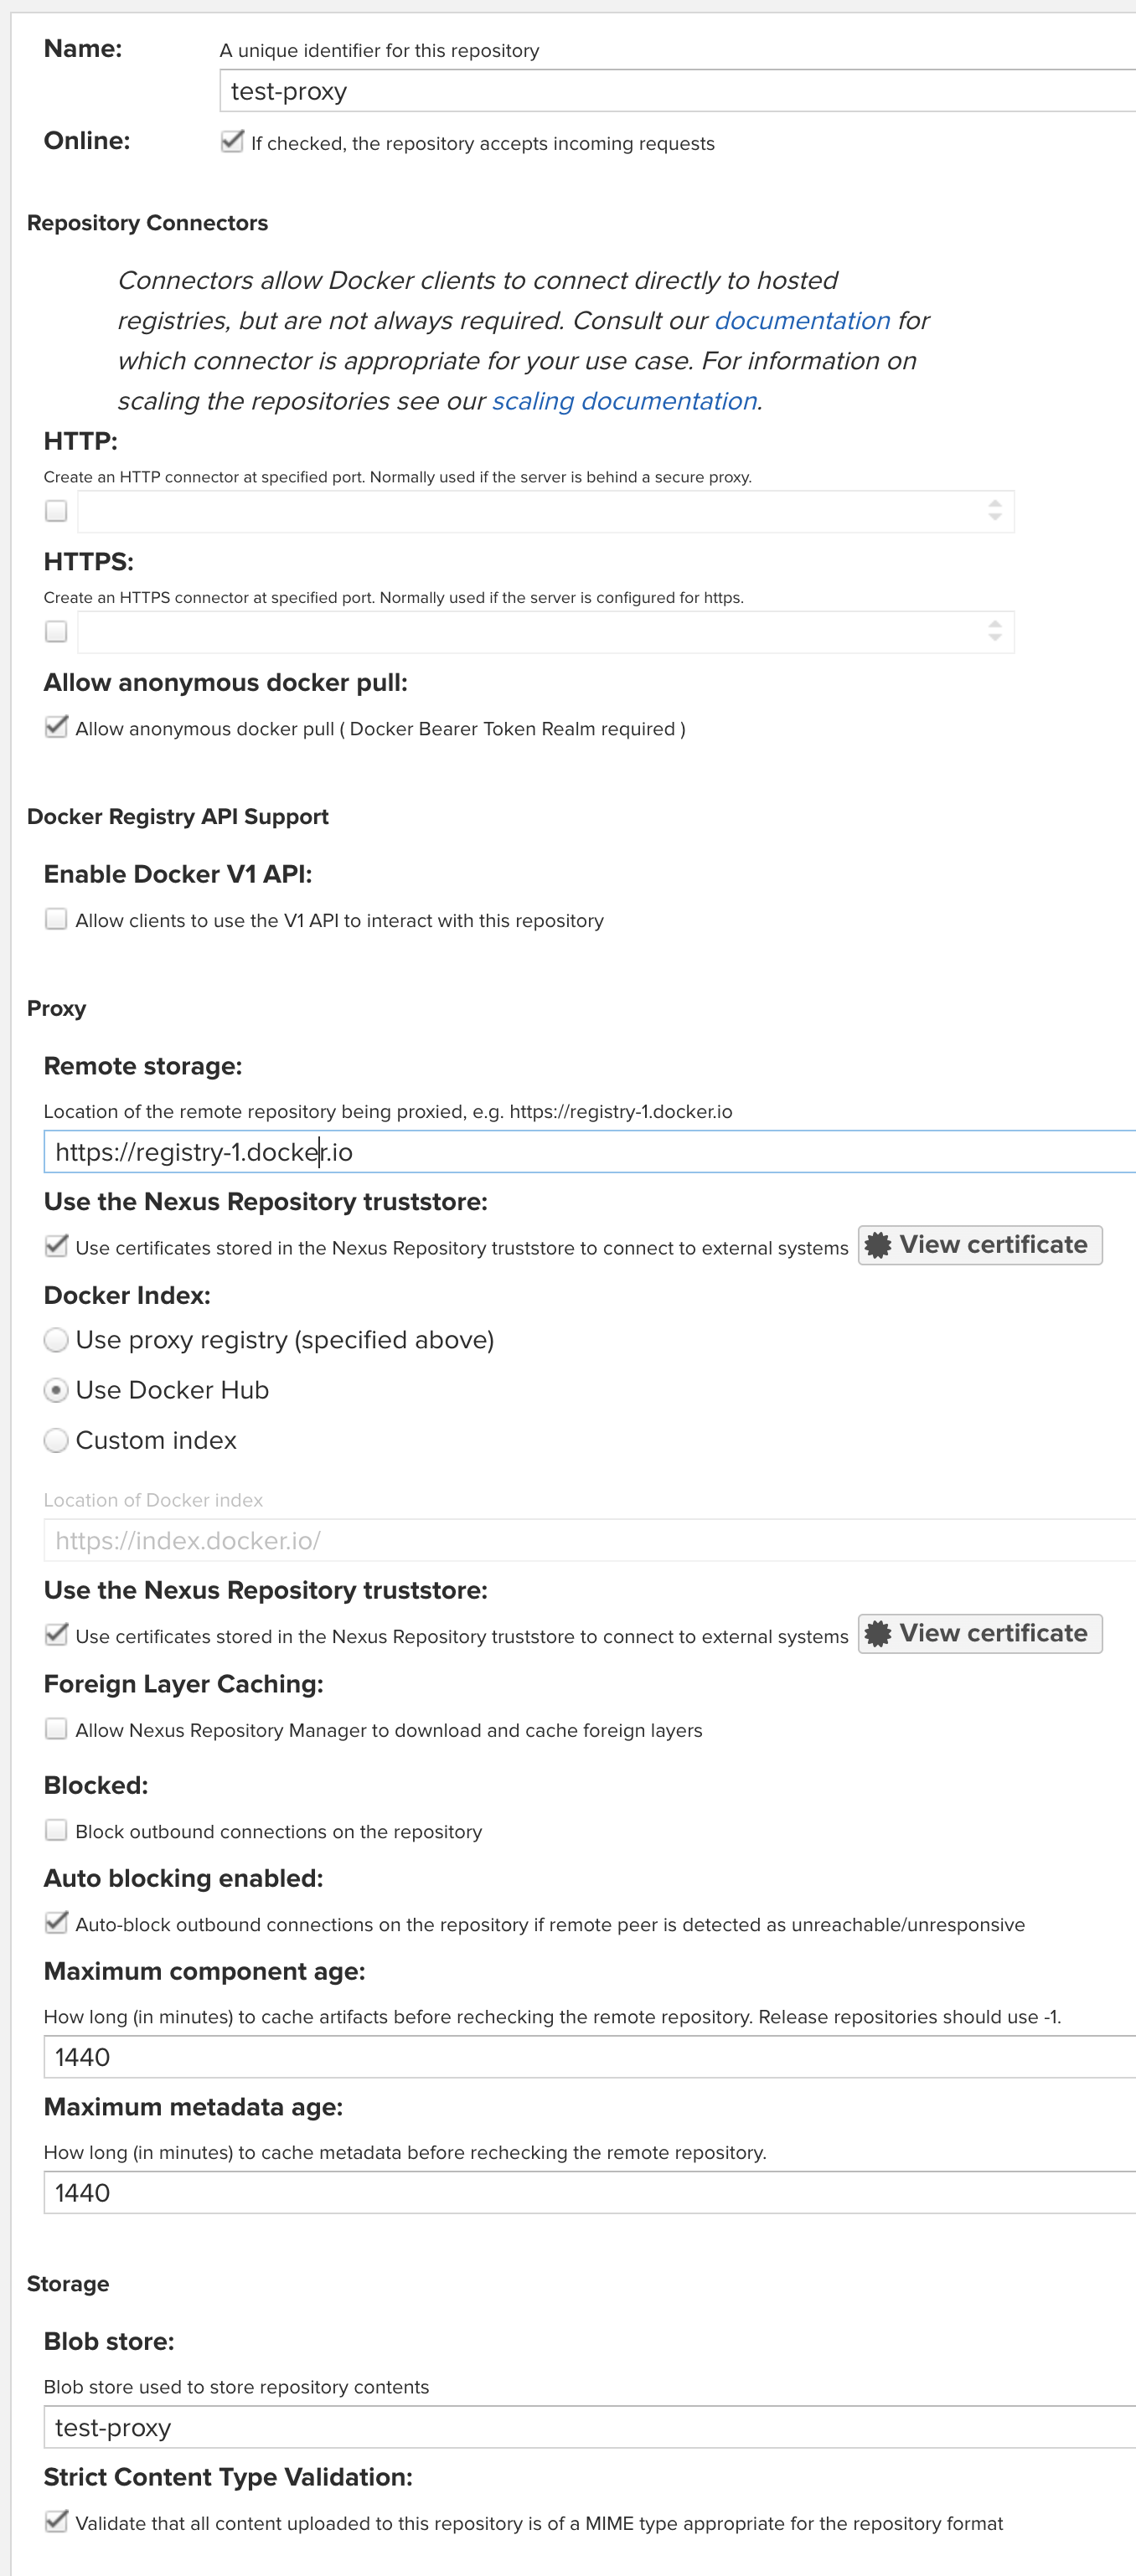 Name:
A unique identifier for this repository
test-proxy
Online:
If checked, the repository accepts incoming requests
Repository Connectors
Connectors allow Docker clients to connect directly to hosted
registries, but are not always required. Consult our documentation for
which connector is appropriate for your use case. For information on
scaling the repositories see our scaling documentation.
HTTP:
Create an HTTP connector at specified port. Normally used if the server is behind a secure proxy.
HTTPS:
Create an HTTPS connector at specified port. Normally used if the server is configured for https.
Allow anonymous docker pull:
Allow anonymous docker pull ( Docker Bearer Token Realm required )
Docker Registry API Support
Enable Docker V1 API:
Allow clients to use the V1 API to interact with this repository
Proxy
Remote storage:
Location of the remote repository being proxied, e.g. https://registry-1.docker.io
https://registry-1.docker.io
Use the Nexus Repository truststore:
Use certificates stored in the Nexus Repository truststore to connect to external systems View certificate
Docker Index:
Use proxy registry (specified above)
Use Docker Hub
Custom index
Location of Docker index
https://index.docker.io/
Use the Nexus Repository truststore:
Use certificates stored in the Nexus Repository truststore to connect to external systems View certificate
Foreign Layer Caching:
Allow Nexus Repository Manager to download and cache foreign layers
Blocked:
Block outbound connections on the repository
Auto blocking enabled:
Auto-block outbound connections on the repository if remote peer is detected as unreachable/unresponsive
Maximum component age:
How long (in minutes) to cache artifacts before rechecking the remote repository. Release repositories should use -1.
1440
Maximum metadata age:
How long (in minutes) to cache metadata before rechecking the remote repository.
1440
Storage
Blob store:
Blob store used to store repository contents
test-proxy
Strict Content Type Validation:
Validate that all content uploaded to this repository is of a MIME type appropriate for the repository format